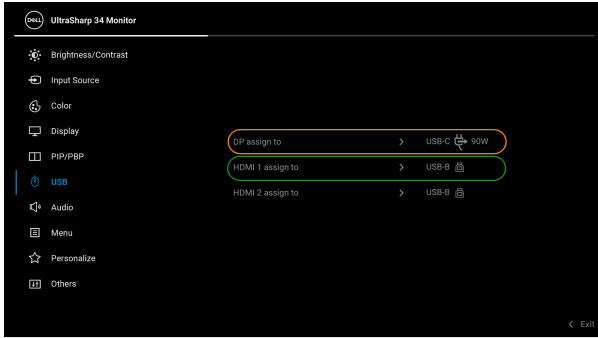 DELL UltraSharp 34 Monitor
Brightness/Contrast
Input Source
Color
Display
DP assign to > USB-C 90W
PIP/PBP
HDMI 1 assign to > USB-B
USB
HDMI 2 assign to > USB-B
Audio
Menu
Personalize
Others
< Exit